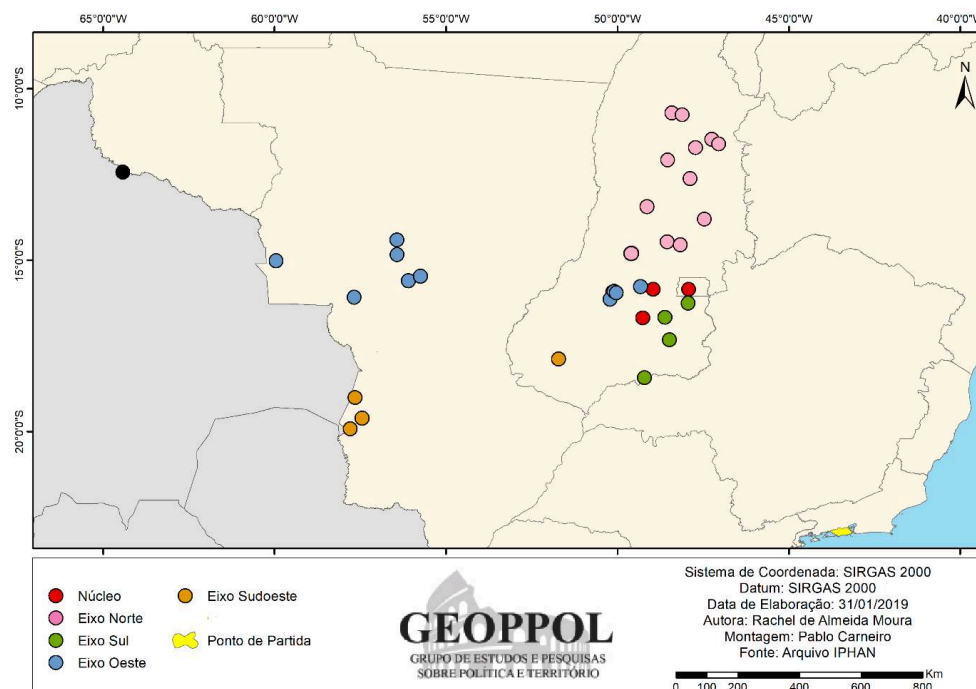 65°0'0"W 60°0'0"W 55°0'0"W 50°0'0"W 45°0'0"W 40°0'0"W
10°0'0"S
15°0'0"S
20°0'0"S
N
Núcleo
Eixo Norte
Eixo Sul
Eixo Oeste
Eixo Sudoeste
Ponto de Partida
GEOPPOL
GRUPO DE ESTUDOS E PESQUISAS
SOBRE POLITICA E TERRITÓRIO
Sistema de Coordenada: SIRGAS 2000
Datum: SIRGAS 2000
Data de Elaboração: 31/01/2019
Autora: Rachel de Almeida Moura
Montagem: Pablo Carneiro
Fonte: Arquivo IPHAN
Km
0 100 200 400 600 800